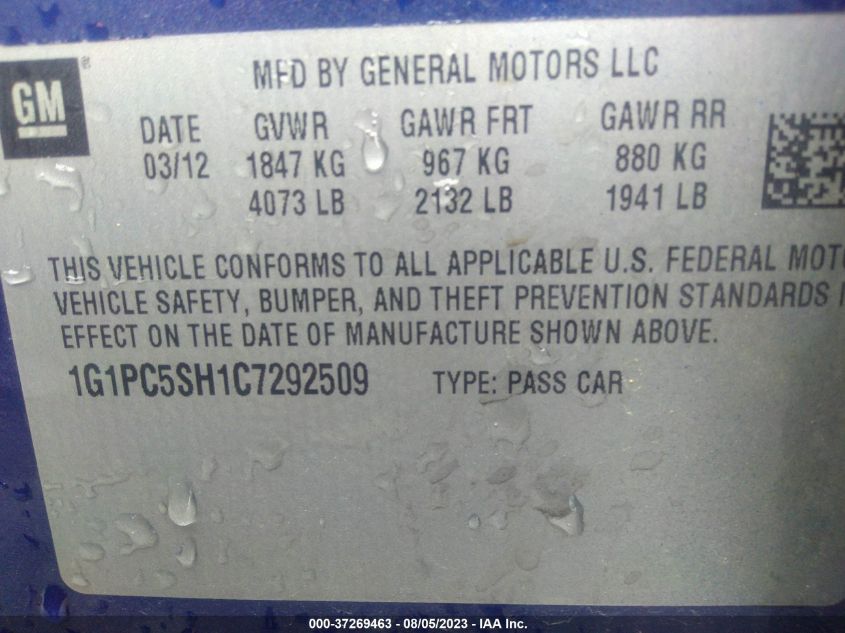 GM®
MFD BY GENERAL MOTORS LLC
DATE GVWR GAWR FRT GAWR RR
03/12 1847 KG 967 KG 880 KG
4073 LB 2132 LB 1941 LB
THIS VEHICLE CONFORMS TO ALL APPLICABLE U.S. FEDERAL
VEHICLE SAFETY, BUMPER, AND THEFT PREVENTION STANDARDS
EFFECT ON THE DATE OF MANUFACTURE SHOWN ABOVE.
1G1PC5SH1C7292509 TYPE: PASS CAR
000-37269463 - 08/05/2023 - IAA Inc.